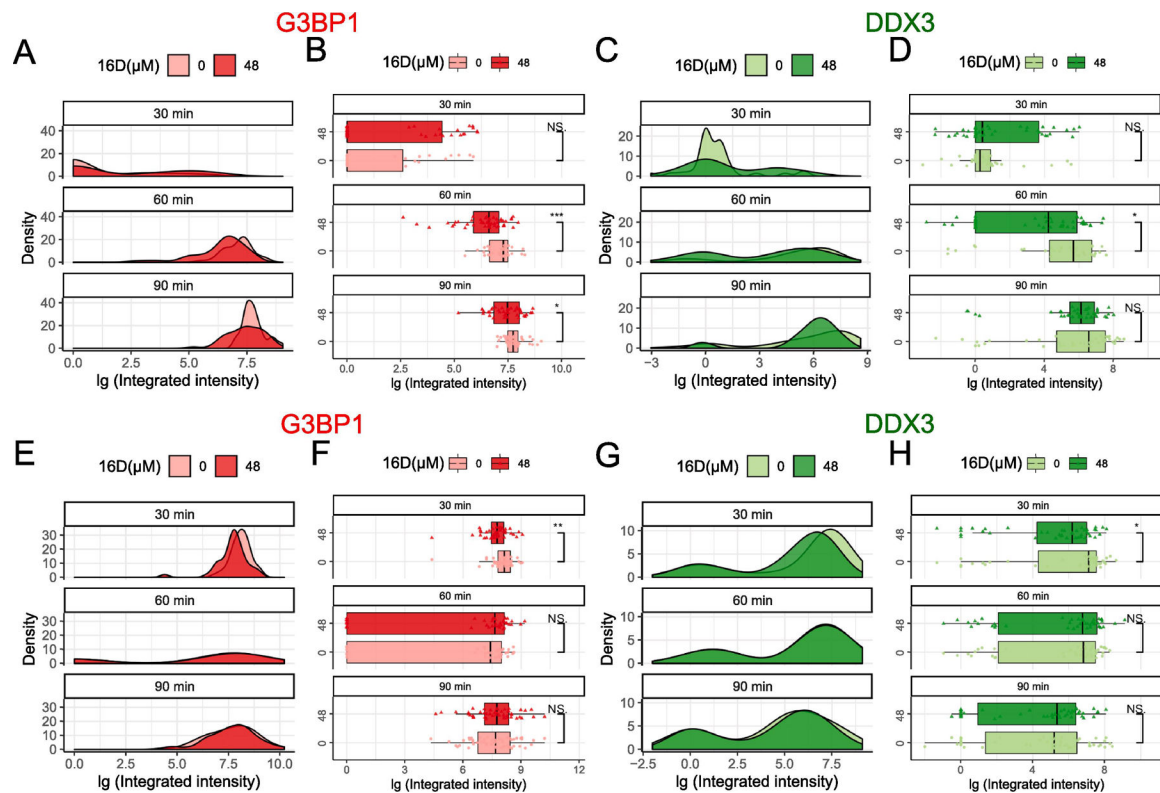 G3BP1
DDX3
A
16D(μM) 0 48
30 min
40
20
0
60 min
40
20
0
90 min
40
20
0
Density
0.0 2.5 5.0 7.5
lg (Integrated intensity)
B
16D(μM) 0 48
30 min
48
0
NS.
60 min
48
0
***
90 min
48
0
*
0.0 2.5 5.0 7.5 10.0
lg (Integrated intensity)
C
16D(μM) 0 48
30 min
20
10
0
60 min
20
10
0
90 min
20
10
0
Density
−3 0 3 6 9
lg (Integrated intensity)
D
16D(μM) 0 48
30 min
48
0
NS.
60 min
48
0
*
90 min
48
0
NS.
0 4 8
lg (Integrated intensity)
G3BP1
DDX3
E
16D(μM) 0 48
30 min
30
20
10
0
60 min
30
20
10
0
90 min
30
20
10
0
Density
0.0 2.5 5.0 7.5 10.0
lg (Integrated intensity)
F
16D(μM) 0 48
30 min
48
0
**
60 min
48
0
NS.
90 min
48
0
NS.
0 3 6 9 12
lg (Integrated intensity)
G
16D(μM) 0 48
30 min
10
5
0
60 min
10
5
0
90 min
10
5
0
Density
−2.5 0.0 2.5 5.0 7.5
lg (Integrated intensity)
H
16D(μM) 0 48
30 min
48
0
*
60 min
48
0
NS.
90 min
48
0
NS.
0 4 8
lg (Integrated intensity)